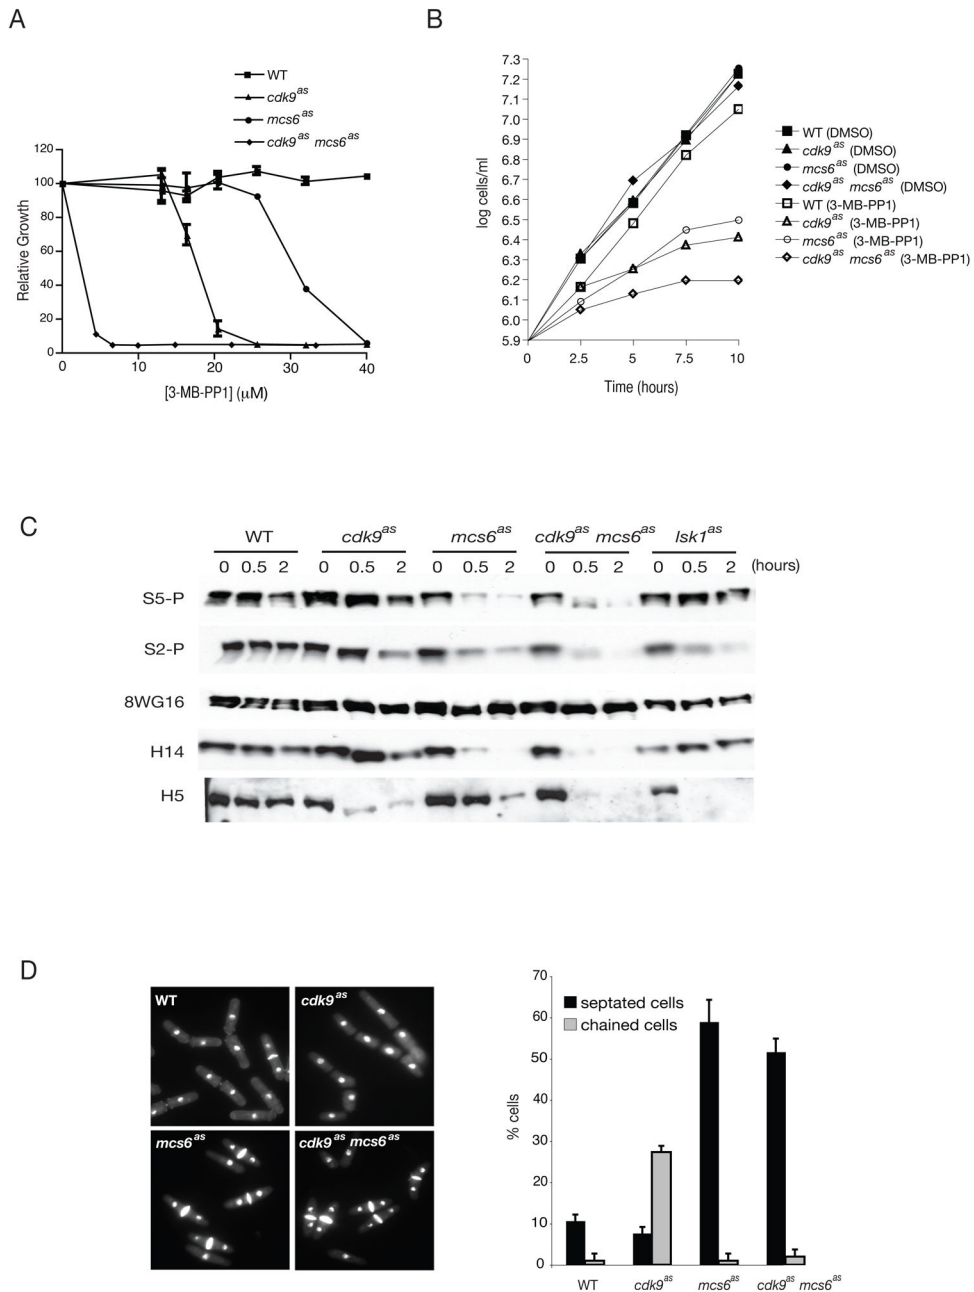 A
WT
cdk9as
mcs6as
cdk9as mcs6as
120
100
80
60
40
20
0
Relative Growth
0 10 20 30 40
[3-MB-PP1] (μM)
B
7.3
7.2
7.1
7.0
6.9
6.8
6.7
6.5
6.4
6.3
6.2
6.1
6.0
5.9
log cells/ml
0 2.5 5 7.5 10
Time (hours)
WT (DMSO)
cdk9as (DMSO)
mcs6as (DMSO)
cdk9as mcs6as (DMSO)
WT (3-MB-PP1)
cdk9as (3-MB-PP1)
mcs6as (3-MB-PP1)
cdk9as mcs6as (3-MB-PP1)
C
WT cdk9as mcs6as cdk9as mcs6as lsk1as
0 0.5 2 0 0.5 2 0 0.5 2 0 0.5 2 0 0.5 2 (hours)
S5-P
S2-P
8WG16
H14
H5
D
WT
cdk9as
mcs6as
cdk9as mcs6as
70
60
50
40
30
20
10
0
% cells
septated cells
chained cells
WT cdk9as mcs6as cdk9as mcs6as